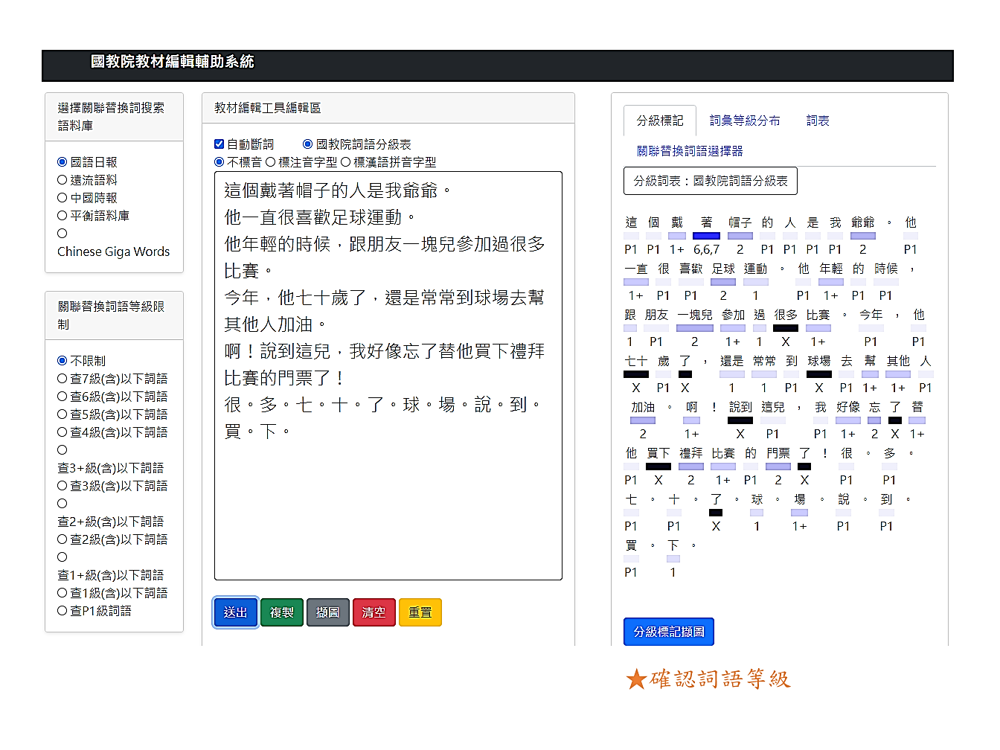 國教院教材編輯輔助系統
選擇關聯替換詞搜索
語料庫
國語日報
遠流語料
中國時報
平衡語料庫
Chinese Giga Words
關聯替換詞語等級限
制
不限制
查7級(含)以下詞語
查6級(含)以下詞語
查5級(含)以下詞語
查4級(含)以下詞語
查3+級(含)以下詞語
查3級(含)以下詞語
查2+級(含)以下詞語
查2級(含)以下詞語
查1+級(含)以下詞語
查1級(含)以下詞語
查P1級詞語
教材編輯工具編輯區
自動斷詞 國教院詞語分級表
不標音 標注音字型 標漢語拼音字型
這個戴著帽子的人是我爺爺。
他一直很喜歡足球運動。
他年輕的時候，跟朋友一塊兒參加過很多
比賽。
今年，他七十歲了，還是常常到球場去幫
其他人加油。
啊！說到這兒，我好像忘了替他買下禮拜
比賽的門票了！
很。多。七。十。了。球。場。說。到。
買。下。
送出 複製 擷圖 清空 重置
分級標記 詞彙等級分布 詞表
關聯替換詞語選擇器
分級詞表：國教院詞語分級表
這 個 戴 著 帽子 的 人 是 我 爺爺 。 他
P1 P1 1+ 6,6,7 2 P1 P1 P1 P1 2 P1
一直 很 喜歡 足球 運動 。 他 年輕 的 時候 ，
1+ P1 P1 2 1 P1 1+ P1 P1
跟 朋友 一塊兒 參加 過 很多 比賽 。 今年 ， 他
1 P1 2 1+ 1 X 1+ P1 P1
七十 歲 了 ， 還是 常常 到 球場 去 幫 其他 人
X P1 X 1 1 P1 X P1 1+ 1+ P1
加油 。 啊 ！ 說到 這兒 ， 我 好像 忘 了 替
2 1+ X P1 P1 1+ 2 X 1+
他 買下 禮拜 比賽 的 門票 了 ！ 很 。 多 。
P1 X 2 1+ P1 2 X P1 P1
七 。 十 。 了 。 球 。 場 。 說 。 到 。
P1 P1 X 1 1+ P1 P1
買 。 下 。
P1 1
分級標記擷圖
★確認詞語等級